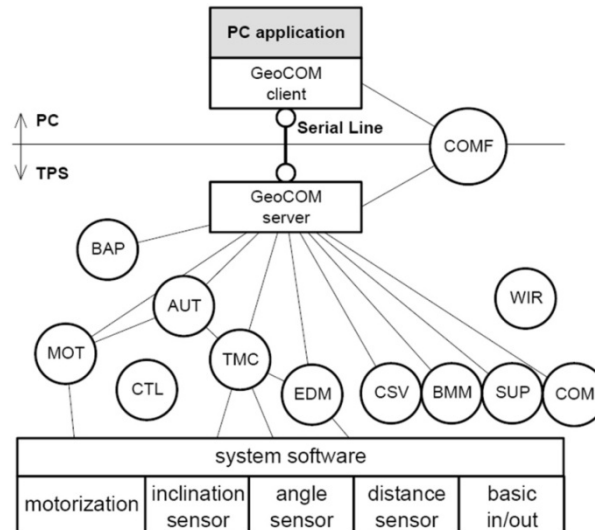 PC application
GeoCOM
client
PC
Serial Line
COMF
TPS
GeoCOM
server
BAP
AUT
WIR
MOT
TMC
CTL
EDM
CSV
BMM
SUP
COM
system software
motorization
inclination
sensor
angle
sensor
distance
sensor
basic
in/out